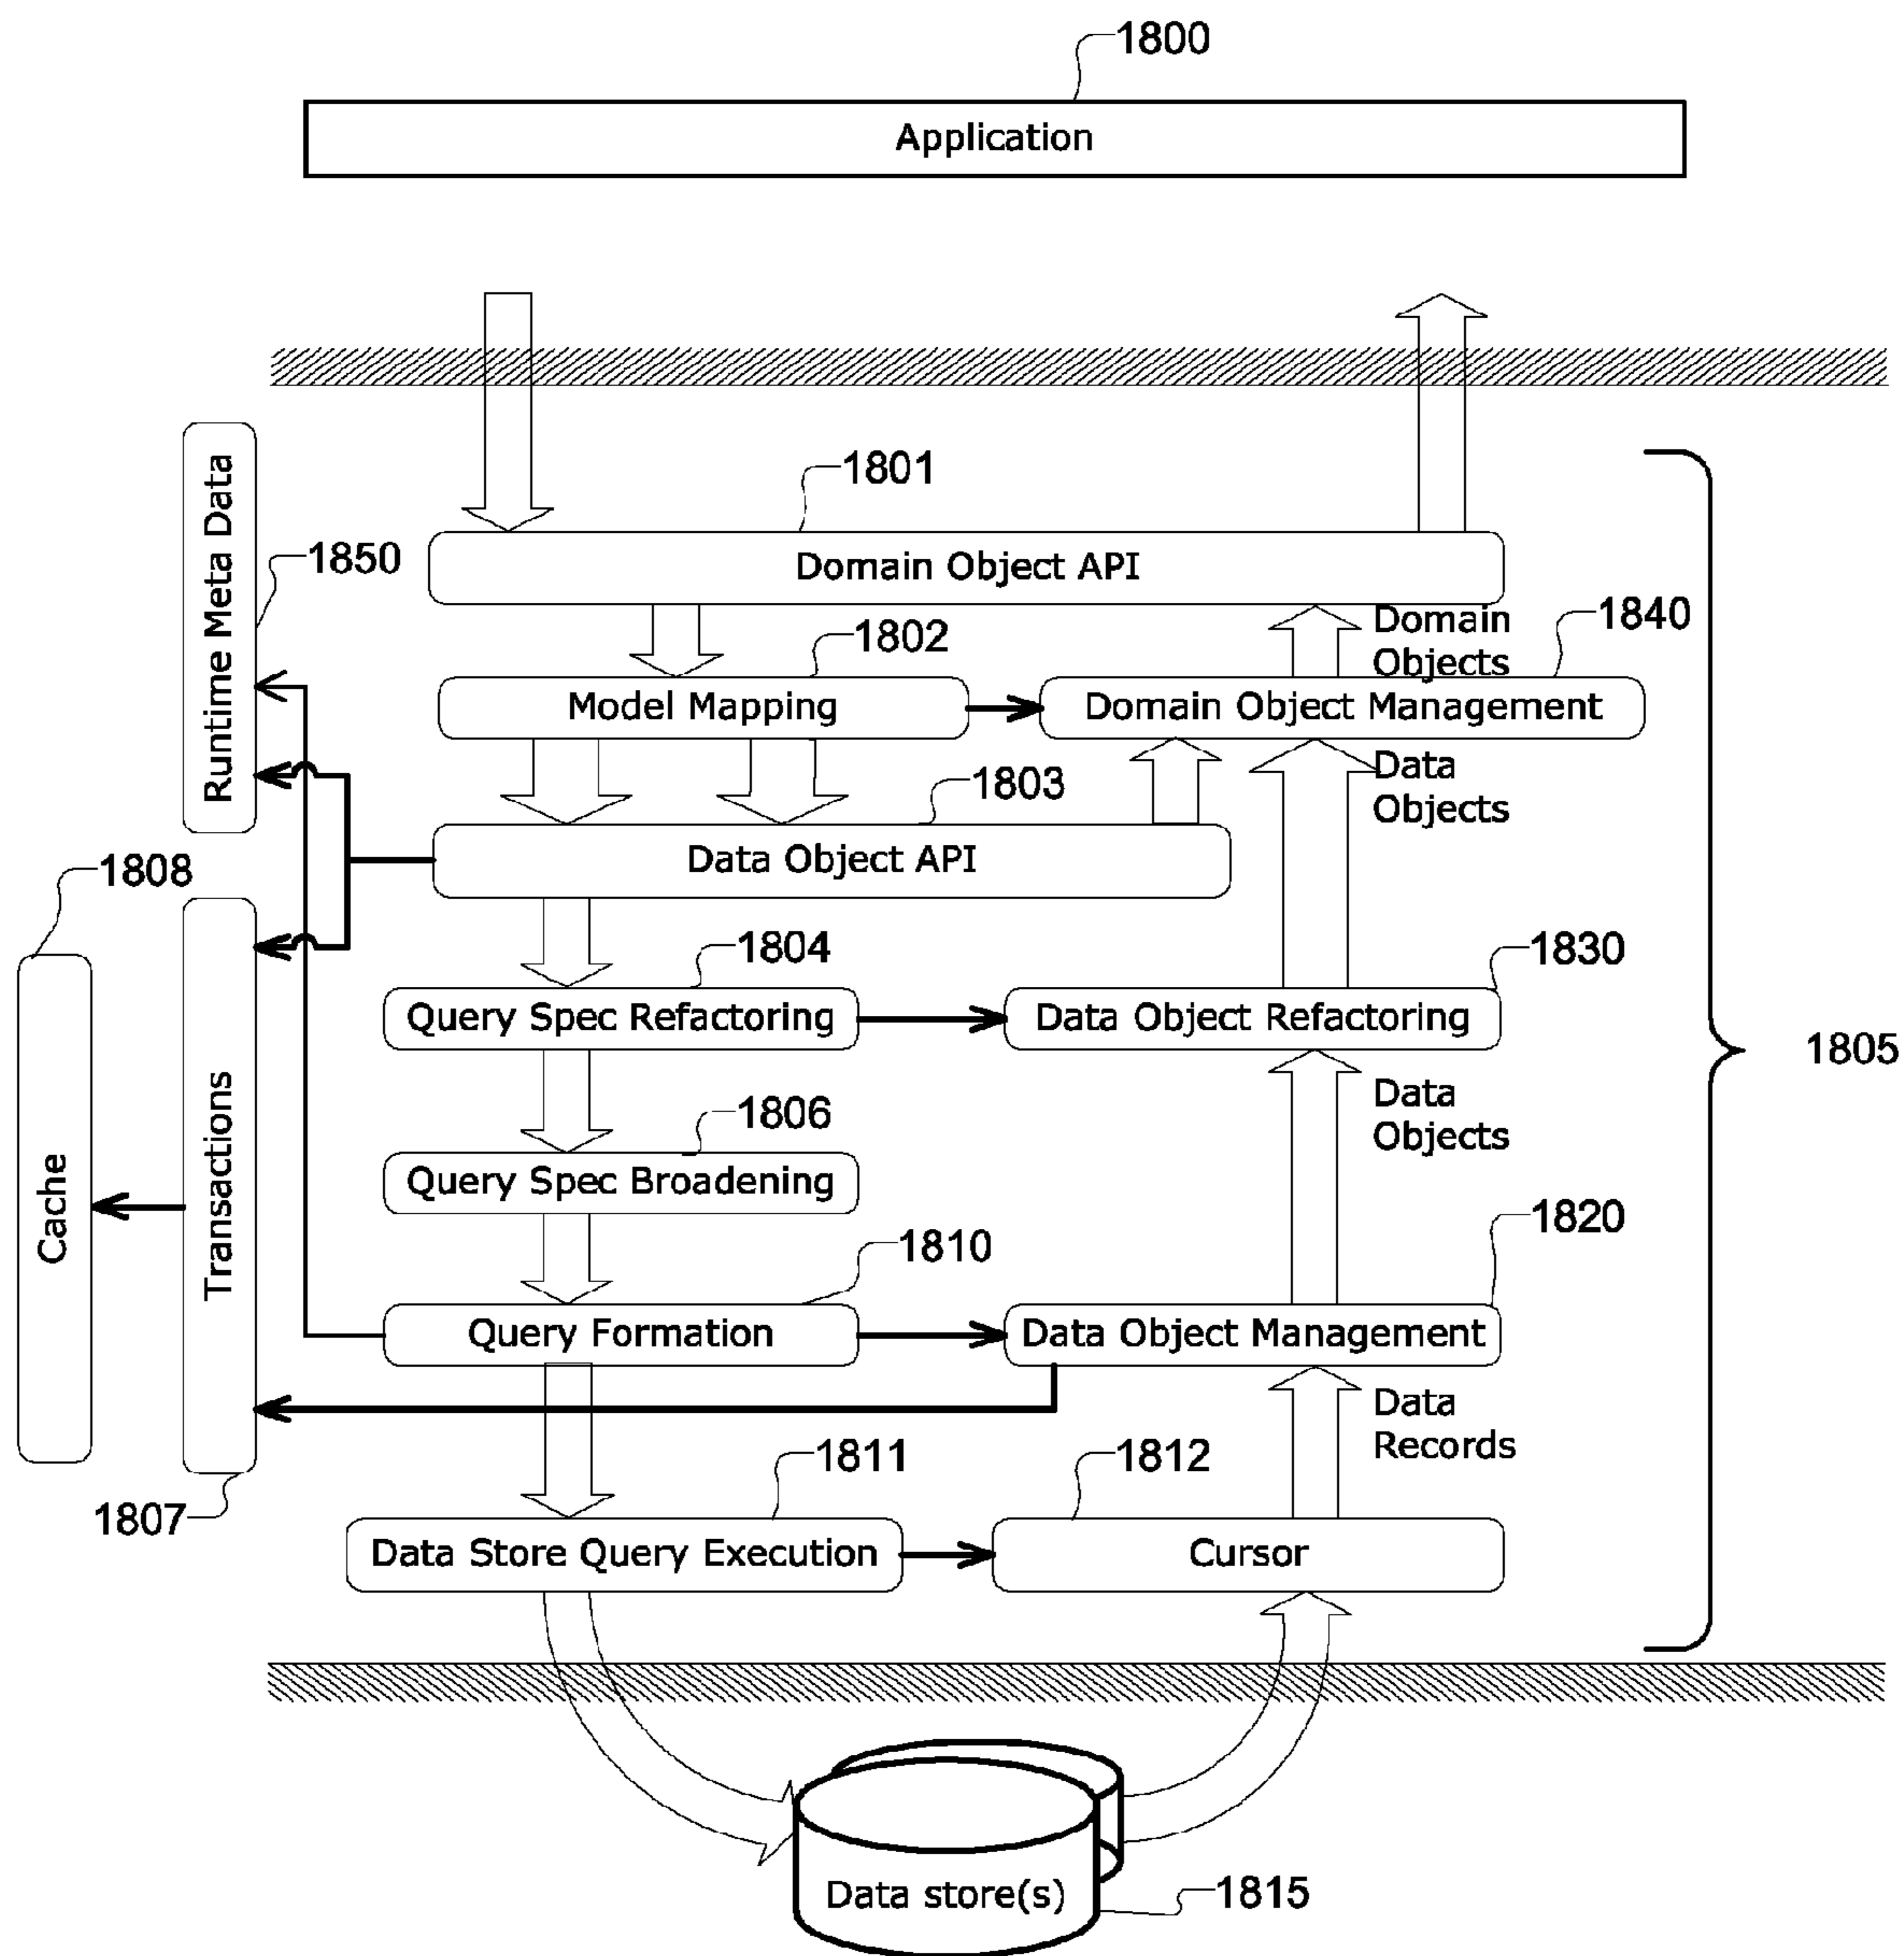 1800
Application
1801
Runtime Meta Data
1850
Domain Object API
Domain
Objects
1840
1802
Model Mapping
Domain Object Management
Data
Objects
1803
Data Object API
1808
1804
1830
Query Spec Refactoring
Data Object Refactoring
1805
Data
Objects
1806
Query Spec Broadening
Cache
Transactions
1820
1810
Query Formation
Data Object Management
Data
Records
1811
1812
1807
Data Store Query Execution
Cursor
Data store(s)
1815